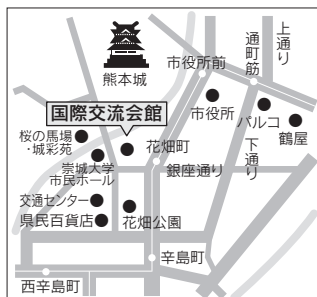 熊本城
市役所前
通町筋
上通り
国際交流会館
市役所
パルコ
鶴屋
桜の馬場
・城彩苑
花畑町
下通り
崇城大学
市民ホール
銀座通り
交通センター
県民百貨店
花畑公園
辛島町
西辛島町